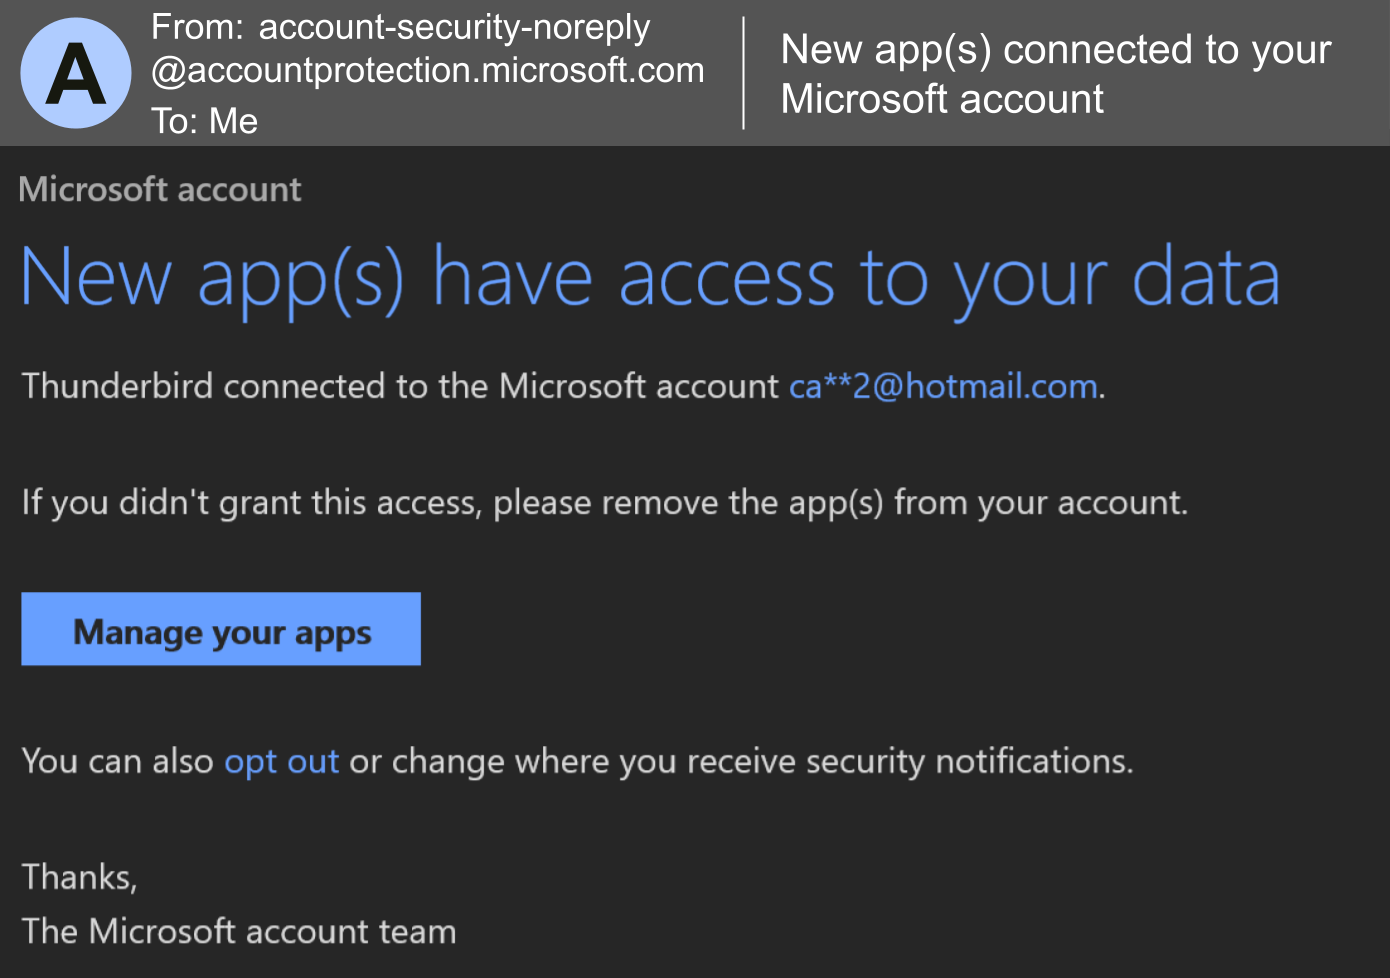 A
From: account-security-noreply
@accountprotection.microsoft.com
To: Me
New app(s) connected to your
Microsoft account
Microsoft account
New app(s) have access to your data
Thunderbird connected to the Microsoft account ca**2@hotmail.com.
If you didn't grant this access, please remove the app(s) from your account.
Manage your apps
You can also opt out or change where you receive security notifications.
Thanks,
The Microsoft account team